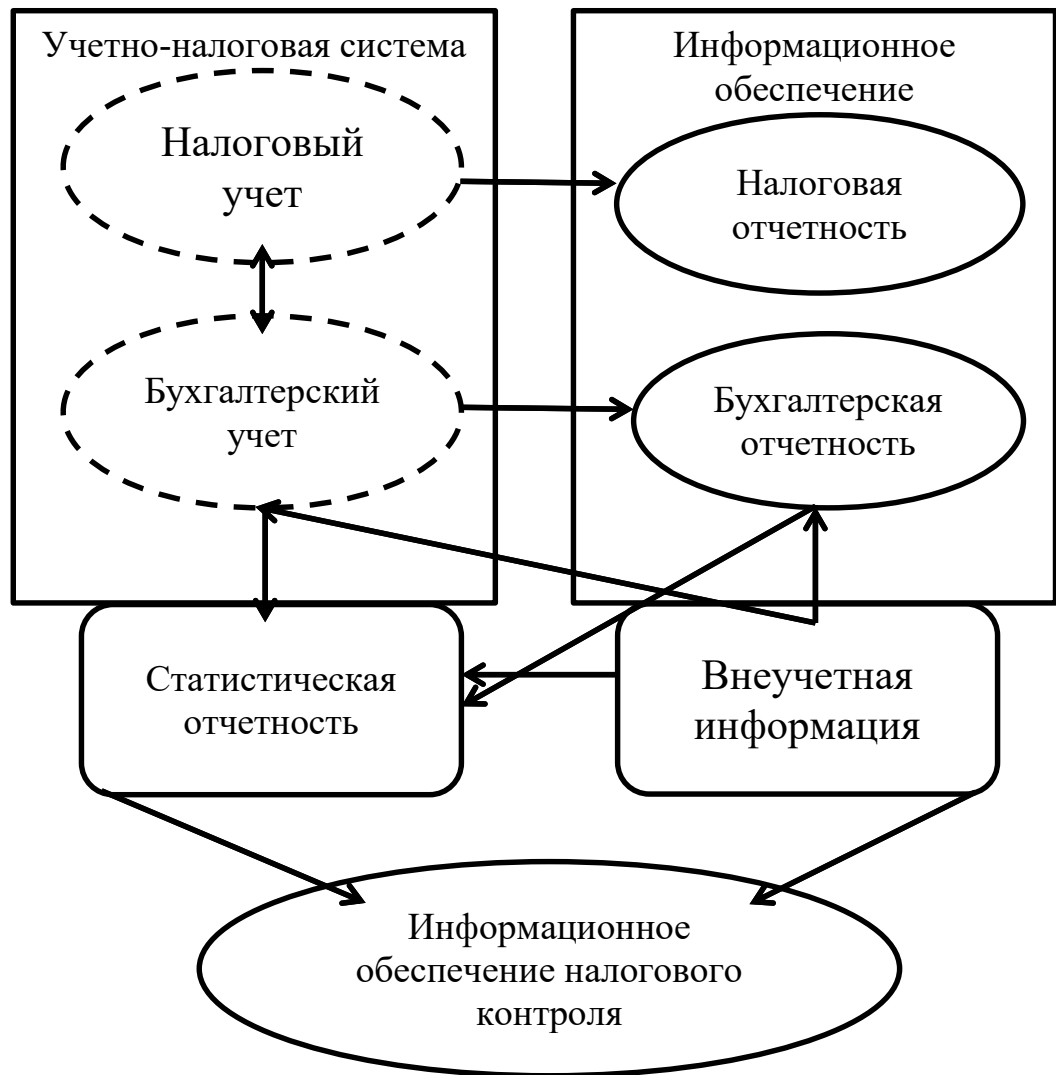 Учетно-налоговая система
Налоговый
учет
Бухгалтерский
учет
Информационное
обеспечение
Налоговая
отчетность
Бухгалтерская
отчетность
Статистическая
отчетность
Внеучетная
информация
Информационное
обеспечение налогового
контроля